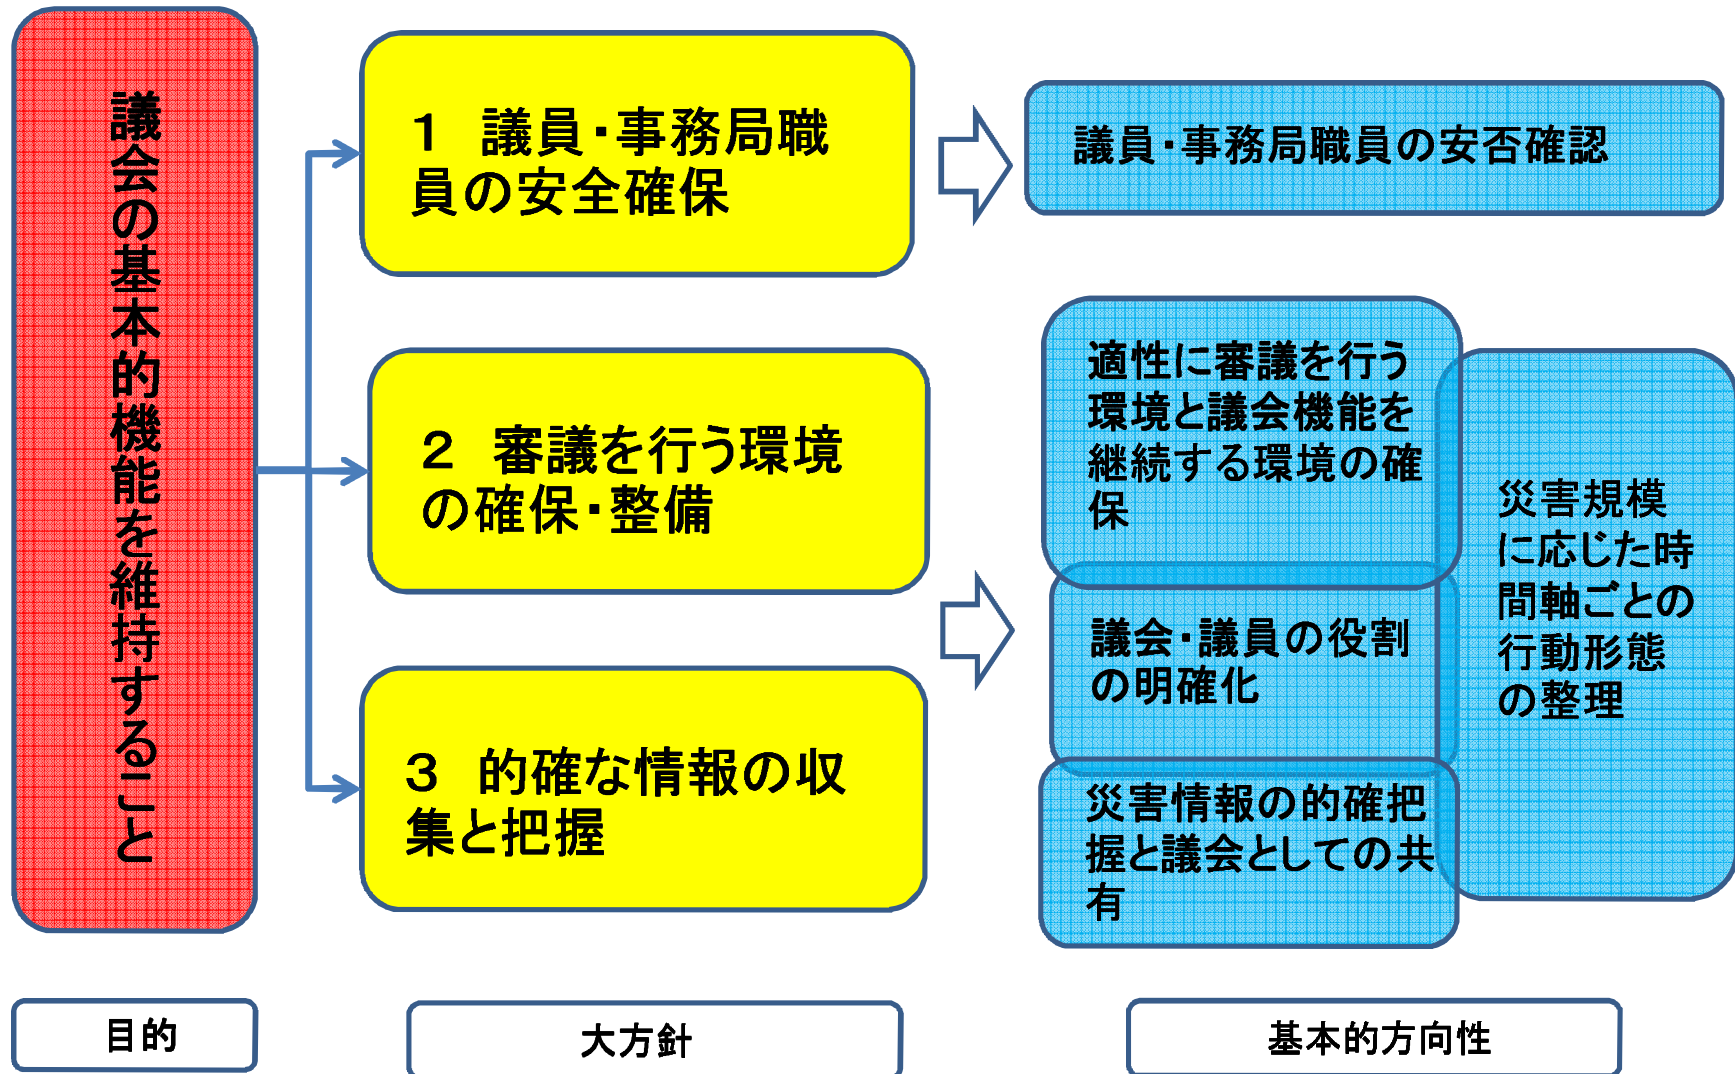 議会の基本的機能を維持すること
1 議員・事務局職
員の安全確保
議員・事務局職員の安否確認
2 審議を行う環境
の確保・整備
3 的確な情報の収
集と把握
適性に審議を行う
環境と議会機能を
継続する環境の確
保
議会・議員の役割
の明確化
災害情報の的確把
握と議会としての共
有
災害規模
に応じた時
間軸ごとの
行動形態
の整理
目的
大方針
基本的方向性